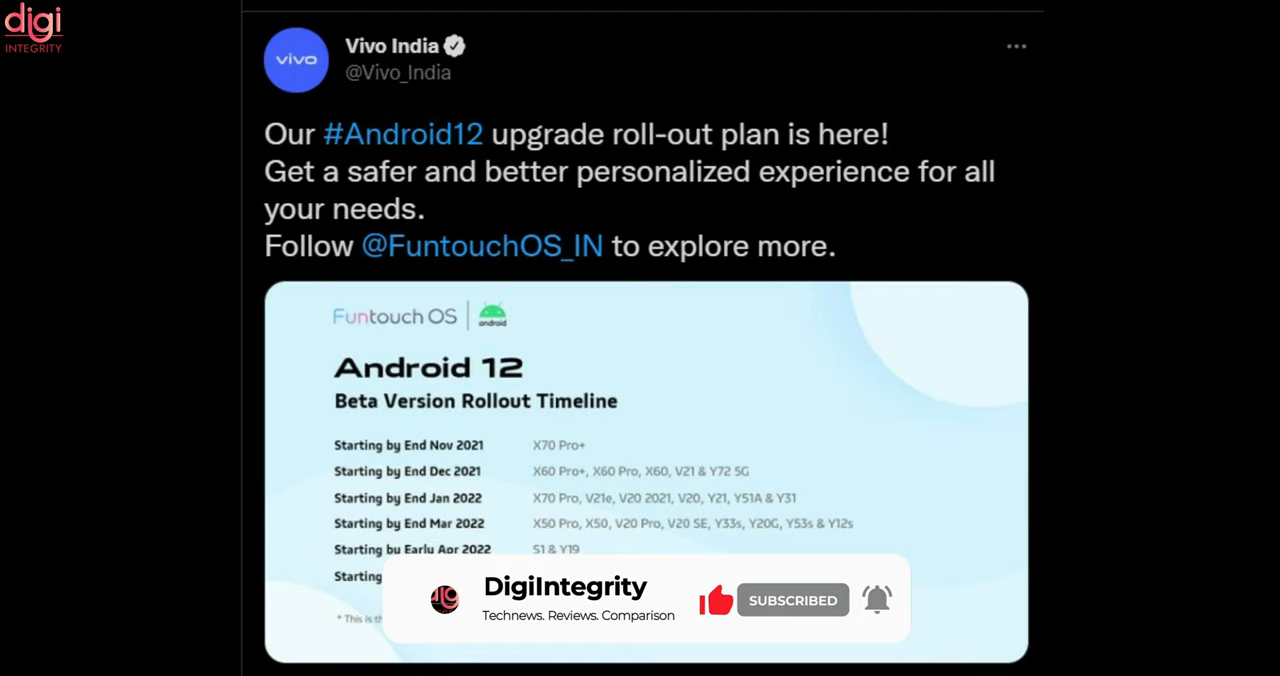 digi
INTEGRITY
vivo
Vivo India
@Vivo_India
Our #Android12 upgrade roll-out plan is here!
Get a safer and better personalized experience for all
your needs.
Follow @FuntouchOS_IN to explore more.
Funtouch OS | android
Android 12
Beta Version Rollout Timeline
Starting by End Nov 2021 X70 Pro+
Starting by End Dec 2021 X60 Pro+, X60 Pro, X60, V21 & Y72 5G
Starting by End Jan 2022 X70 Pro, V21e, V20 2021, V20, Y21, Y51A & Y31
Starting by End Mar 2022 X50 Pro, X50, V20 Pro, V20 SE, Y33s, Y20G, Y53s & Y12s
Starting by Early Apr 2022 S1 & Y19
Starting
* This is
DigiIntegrity
Technews. Reviews. Comparison
SUBSCRIBED